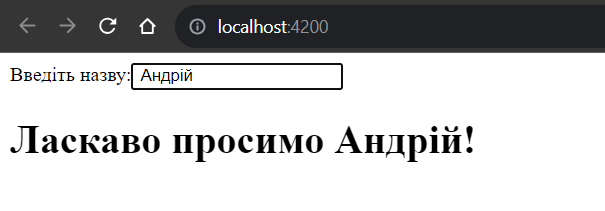 localhost:4200
Введіть назву: Андрій
Ласкаво просимо Андрій!